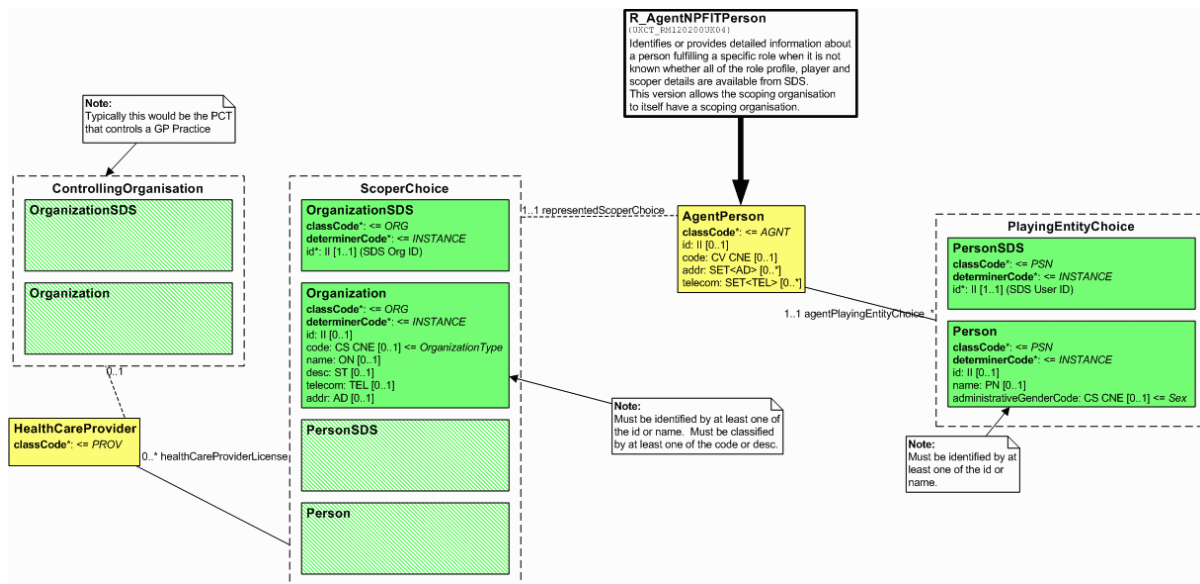 R_AgentNPFITPerson
(UKCT_RM120200UK04)
Identifies or provides detailed information about
a person fulfilling a specific role when it is not
known whether all of the role profile, player and
scoper details are available from SDS.
This version allows the scoping organisation
to itself have a scoping organisation.
Note:
Typically this would be the PCT
that controls a GP Practice
ControllingOrganisation
OrganizationSDS
Organization
0..1
HealthCareProvider
classCode*: <= PROV
0..* healthCareProviderLicense
ScoperChoice
OrganizationSDS
classCode*: <= ORG
determinerCode*: <= INSTANCE
id*: II [1..1] (SDS Org ID)
Organization
classCode*: <= ORG
determinerCode*: <= INSTANCE
id: II [0..1]
code: CS CNE [0..1] <= OrganizationType
name: ON [0..1]
desc: ST [0..1]
telecom: TEL [0..1]
addr: AD [0..1]
PersonSDS
Person
1..1 representedScoperChoice
AgentPerson
classCode*: <= AGNT
id: II [0..1]
code: CV CNE [0..1]
addr: SET<AD> [0..*]
telecom: SET<TEL> [0..*]
1..1 agentPlayingEntityChoice *
PlayingEntityChoice
PersonSDS
classCode*: <= PSN
determinerCode*: <= INSTANCE
id*: II [1..1] (SDS User ID)
Person
classCode*: <= PSN
determinerCode*: <= INSTANCE
id: II [0..1]
name: PN [0..1]
administrativeGenderCode: CS CNE [0..1] <= Sex
Note:
Must be identified by at least one of
the id or name. Must be classified
by at least one of the code or desc.
Note:
Must be identified by at
least one of the id or
name.